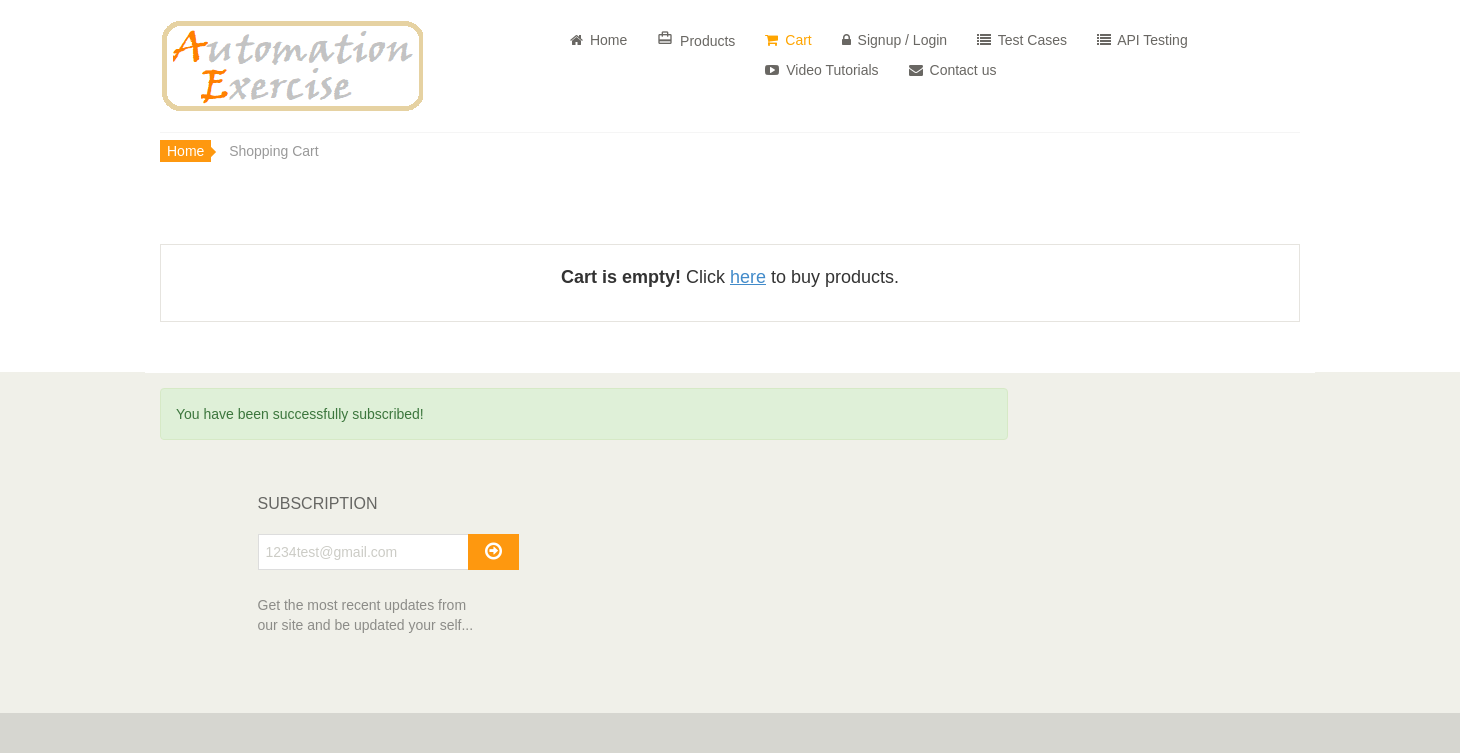 Automation
Exercise
Home
Products
Cart
Signup / Login
Test Cases
API Testing
Video Tutorials
Contact us
Home
Shopping Cart
Cart is empty! Click here to buy products.
You have been successfully subscribed!
SUBSCRIPTION
1234test@gmail.com
Get the most recent updates from
our site and be updated your self...